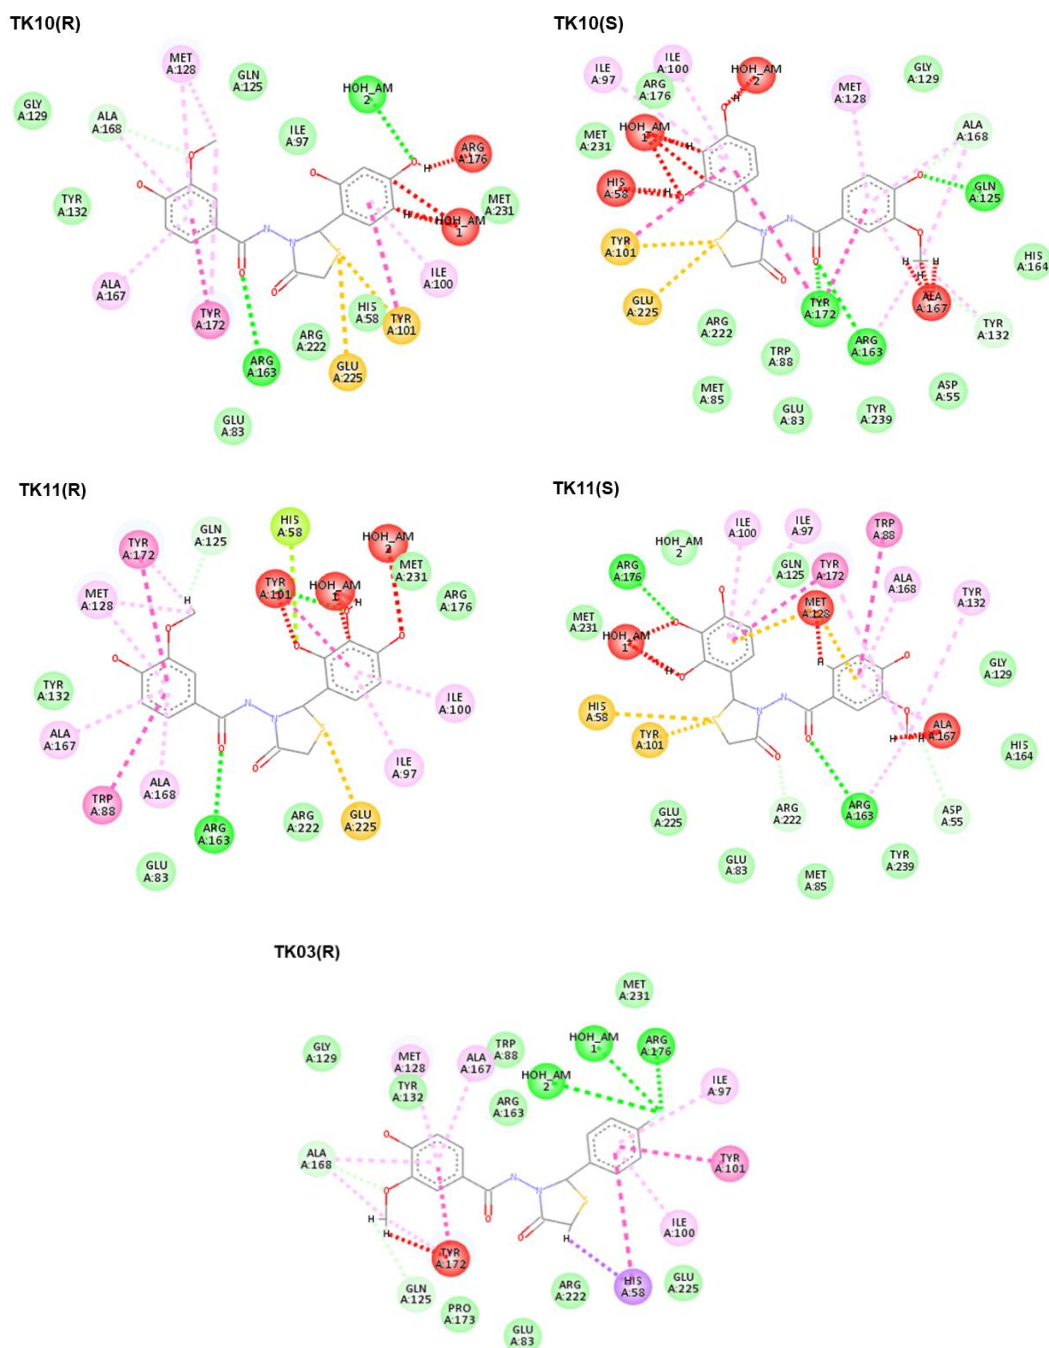 TK10(R)
MET
A:128
GLN
A:125
HOH_AM
2
GLY
A:129
ALA
A:168
ILE
A:97
ARG
A:176
H
O
O
O
O
TYR
A:132
MET
A:231
H
HOH_AM
1
N
N
O
S
O
ALA
A:167
ILE
A:100
TYR
A:172
HIS
A:58
TYR
A:101
ARG
A:222
ARG
A:163
GLU
A:225
GLU
A:83
TK10(S)
ILE
A:97
ILE
A:100
ARG
A:176
HOH_AM
2
H
O
MET
A:128
GLY
A:129
MET
A:231
HOH_AM
1
H
ALA
A:168
HIS
A:58
H
O
O
GLN
A:125
TYR
A:101
S
N
N
O
O
O
H
H
H
HIS
A:164
GLU
A:225
TYR
A:172
ALA
A:167
ARG
A:222
ARG
A:163
TYR
A:132
TRP
A:88
MET
A:85
GLU
A:83
TYR
A:239
ASP
A:55
TK11(R)
TYR
A:172
GLN
A:125
HIS
A:58
HOH_AM
2
MET
A:128
H
TYR
A:101
HOH_AM
1
MET
A:231
ARG
A:176
H
O
O
O
O
O
TYR
A:132
N
N
O
S
O
ALA
A:167
ILE
A:100
ILE
A:97
TRP
A:88
ALA
A:168
ARG
A:163
ARG
A:222
GLU
A:225
GLU
A:83
TK11(S)
HOH_AM
2
ILE
A:100
ILE
A:97
TRP
A:88
ARG
A:176
GLN
A:125
TYR
A:172
ALA
A:168
TYR
A:132
O
MET
A:231
O
MET
A:128
HOH_AM
1
H
O
H
O
GLY
A:129
HIS
A:58
TYR
A:101
S
N
N
O
O
O
H
H
ALA
A:167
HIS
A:164
GLU
A:225
ARG
A:222
ARG
A:163
ASP
A:55
GLU
A:83
MET
A:85
TYR
A:239
TK03(R)
MET
A:231
GLY
A:129
MET
A:128
ALA
A:167
TRP
A:88
HOH_AM
1
ARG
A:176
HOH_AM
2
TYR
A:132
ARG
A:163
ILE
A:97
O
ALA
A:168
TYR
A:101
O
N
N
O
S
O
H
H
H
ILE
A:100
TYR
A:172
GLN
A:125
PRO
A:173
ARG
A:222
HIS
A:58
GLU
A:225
GLU
A:83